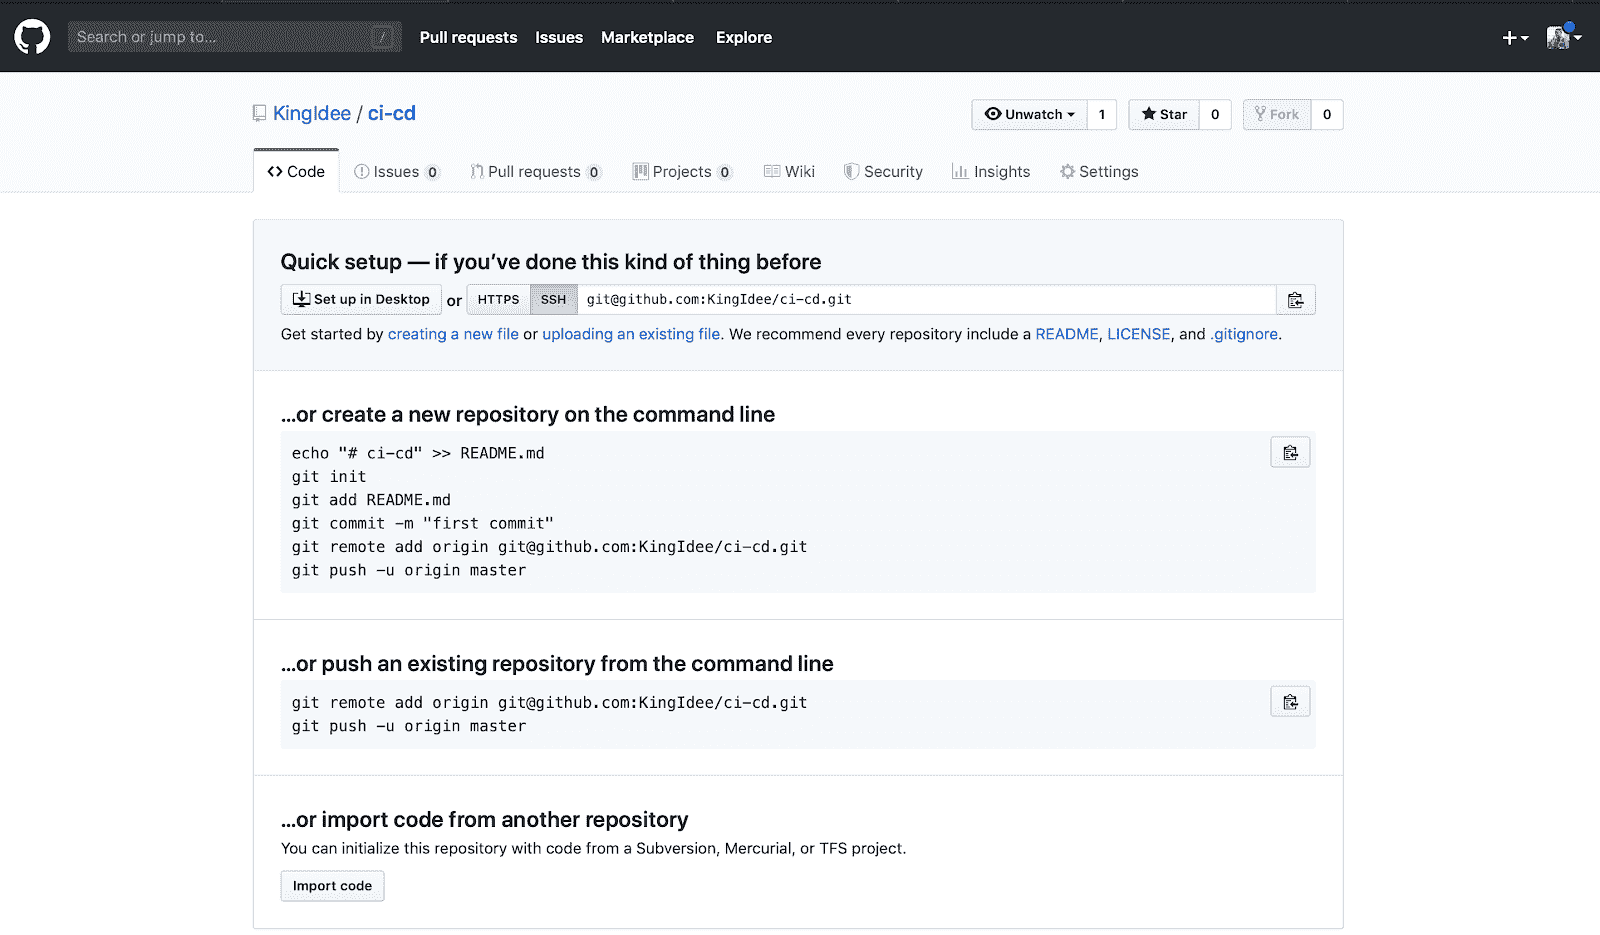 Search or jump to... / Pull requests Issues Marketplace Explore
KingIdee / ci-cd Unwatch 1 Star 0 Fork 0
Code Issues 0 Pull requests 0 Projects 0 Wiki Security Insights Settings
Quick setup — if you’ve done this kind of thing before
Set up in Desktop or HTTPS SSH git@github.com:KingIdee/ci-cd.git
Get started by creating a new file or uploading an existing file. We recommend every repository include a README, LICENSE, and .gitignore.
…or create a new repository on the command line
echo "# ci-cd" >> README.md
git init
git add README.md
git commit -m "first commit"
git remote add origin git@github.com:KingIdee/ci-cd.git
git push -u origin master
…or push an existing repository from the command line
git remote add origin git@github.com:KingIdee/ci-cd.git
git push -u origin master
…or import code from another repository
You can initialize this repository with code from a Subversion, Mercurial, or TFS project.
Import code